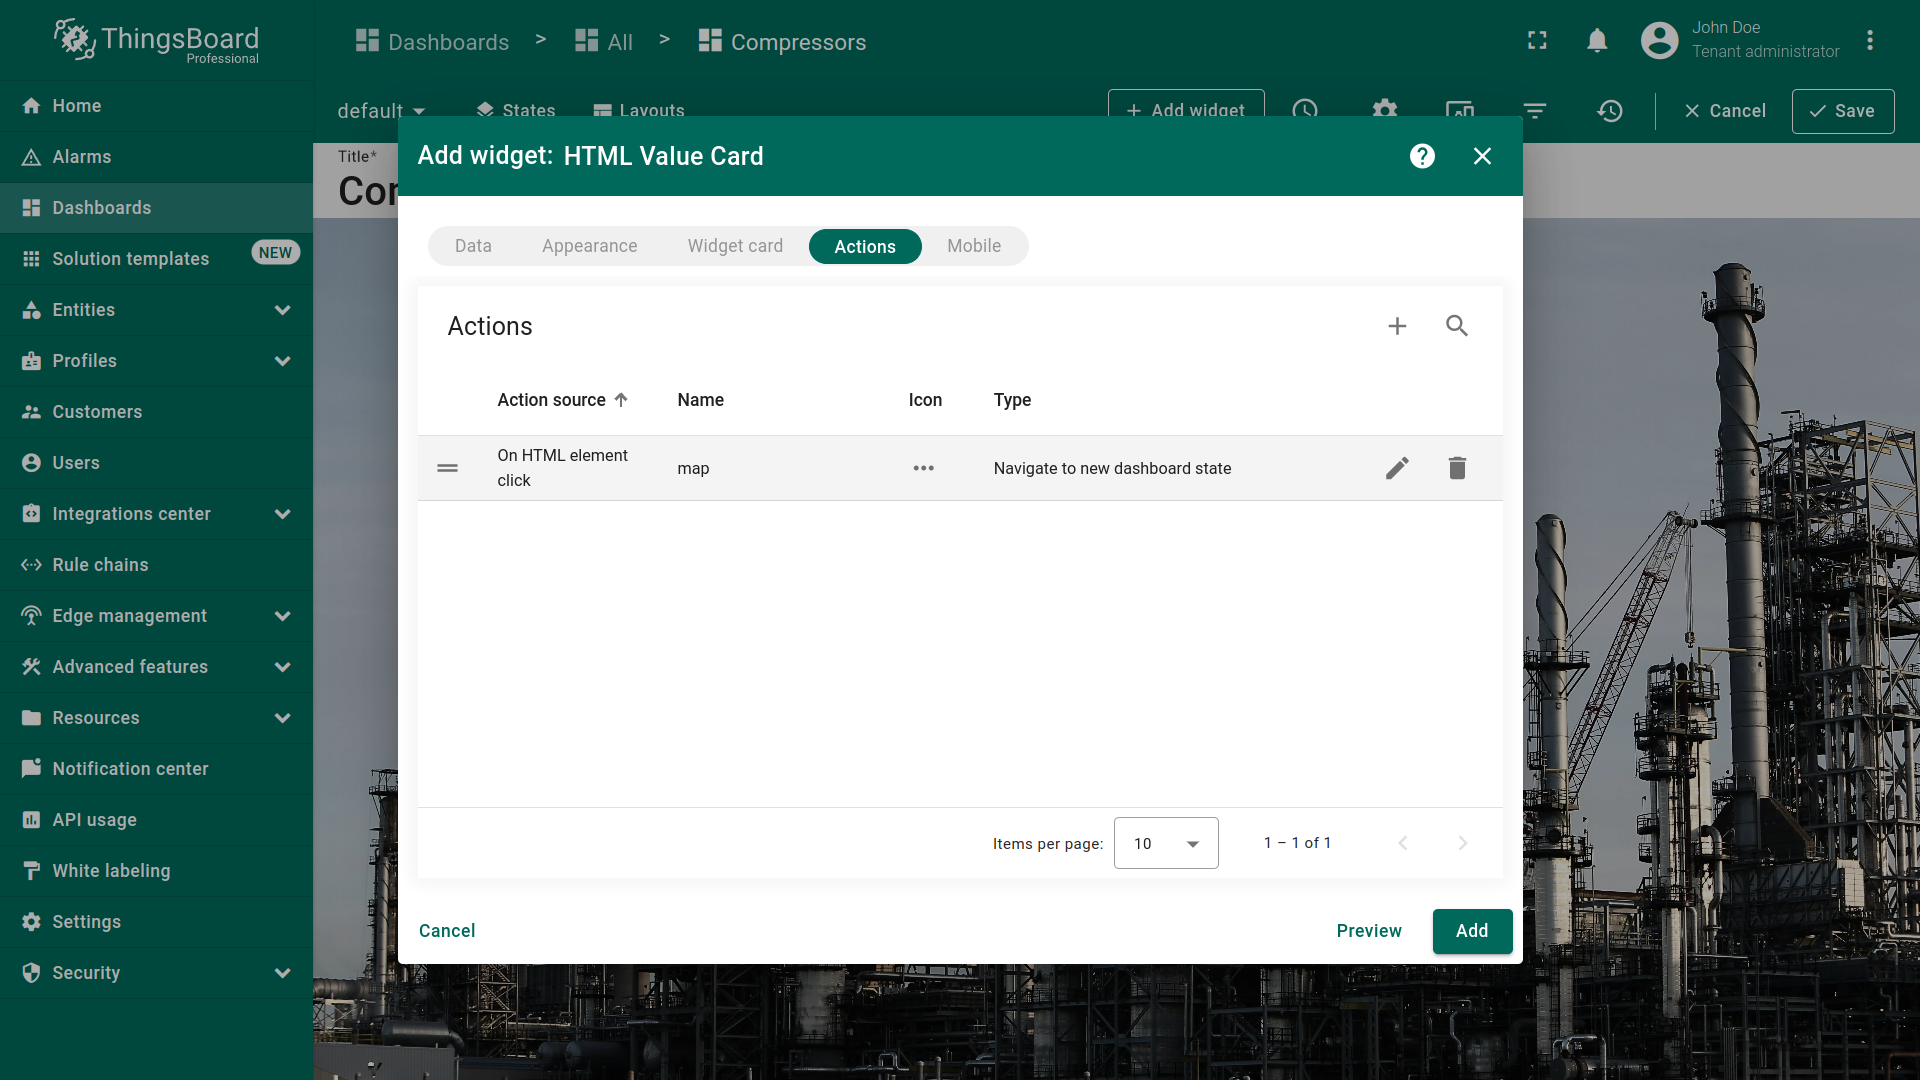 ThingsBoard
Professional
Dashboards > All > Compressors
John Doe
Tenant administrator
Home
Alarms
Dashboards
Solution templates NEW
Entities
Profiles
Customers
Users
Integrations center
Rule chains
Edge management
Advanced features
Resources
Notification center
API usage
White labeling
Settings
Security
default States Layouts + Add widget Cancel Save
Title*
Add widget: HTML Value Card
Data Appearance Widget card Actions Mobile
Actions
Action source Name Icon Type
On HTML element
click
map
Navigate to new dashboard state
Items per page: 10 1 – 1 of 1
Cancel Preview Add